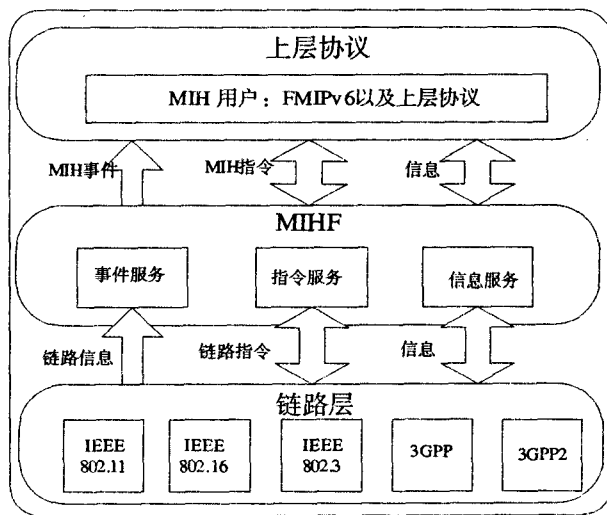 上层协议
MIH 用户：FMIPv6以及上层协议
MIH事件
MIH指令
信息
MIHF
事件服务
指令服务
信息服务
链路信息
链路指令
信息
链路层
IEEE
802.11
IEEE
802.16
IEEE
802.3
3GPP
3GPP2